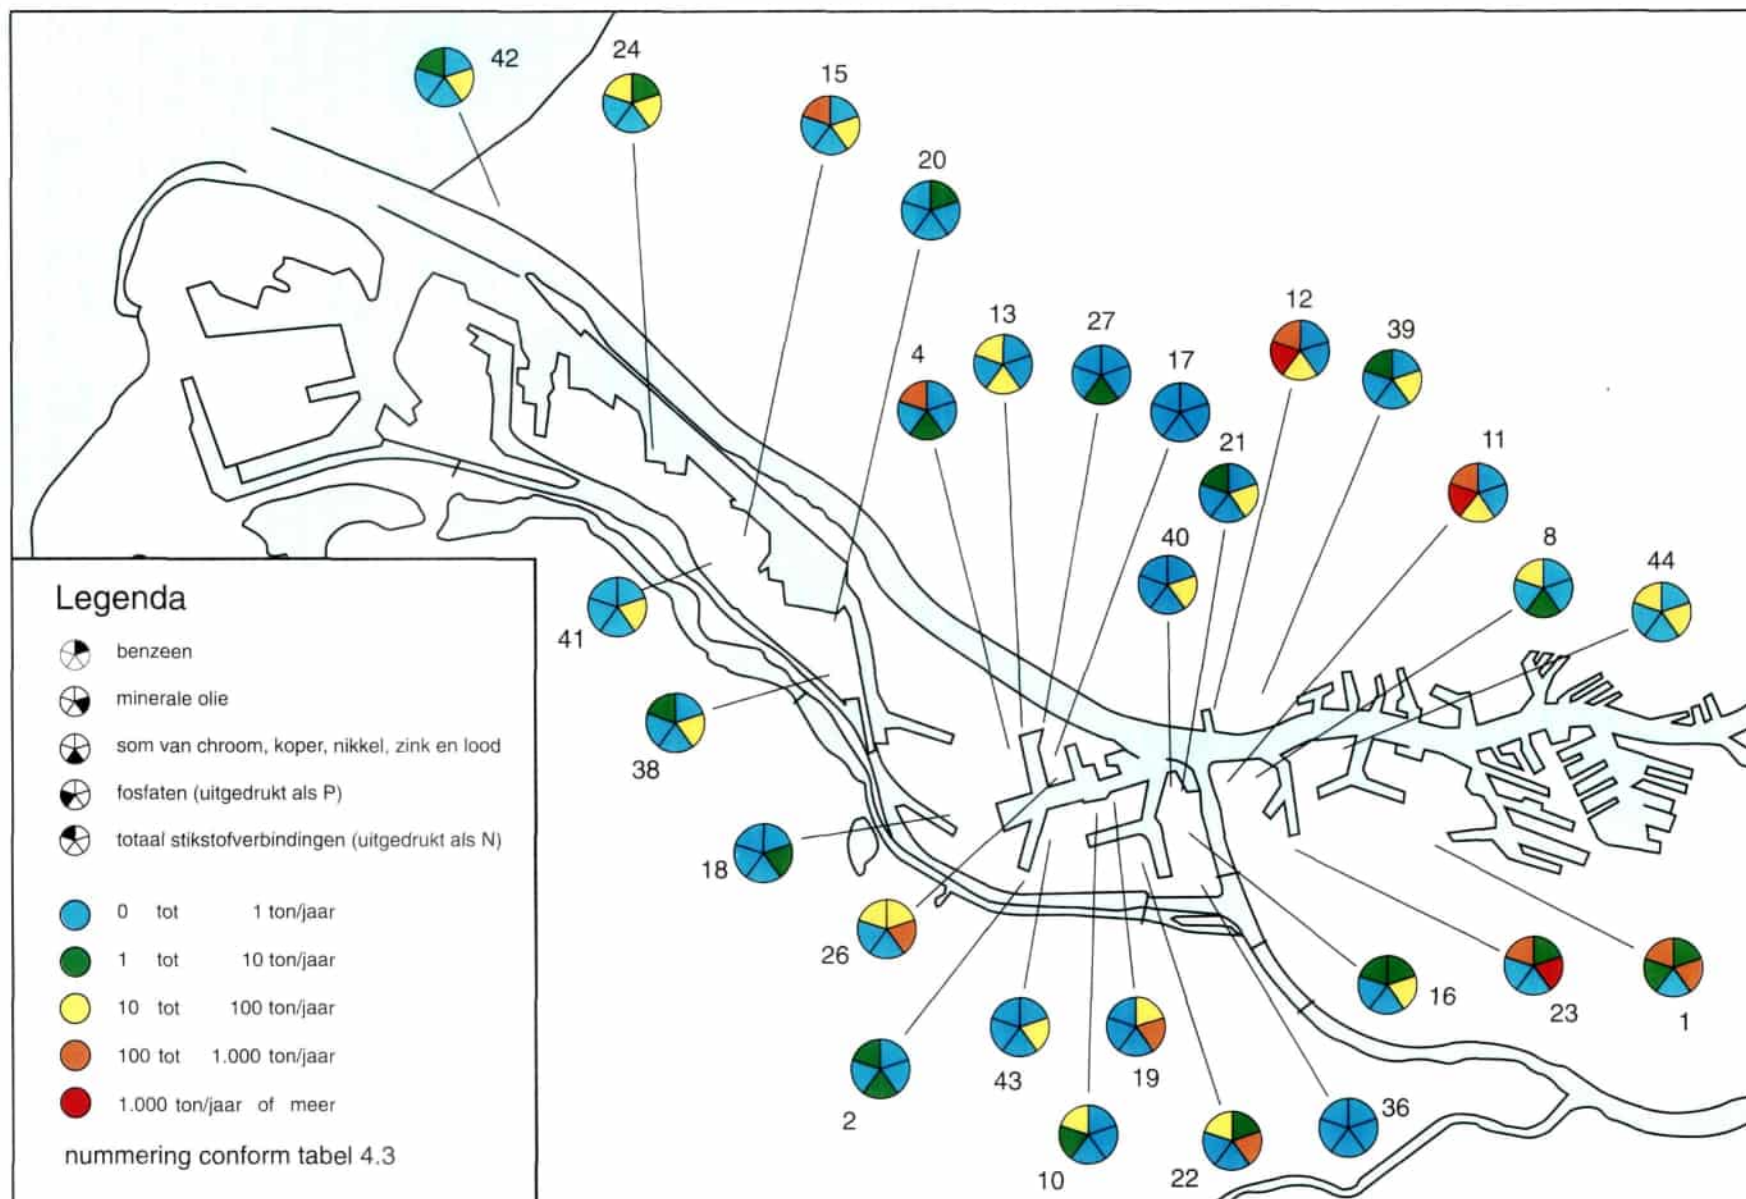 42
24
15
20
13
27
12
39
4
17
21
11
40
8
44
41
38
18
26
16
23
1
43
19
2
10
22
36
Legenda
benzeen
minerale olie
som van chroom, koper, nikkel, zink en lood
fosfaten (uitgedrukt als P)
totaal stikstofverbindingen (uitgedrukt als N)
0 tot 1 ton/jaar
1 tot 10 ton/jaar
10 tot 100 ton/jaar
100 tot 1.000 ton/jaar
1.000 ton/jaar of meer
nummering conform tabel 4.3